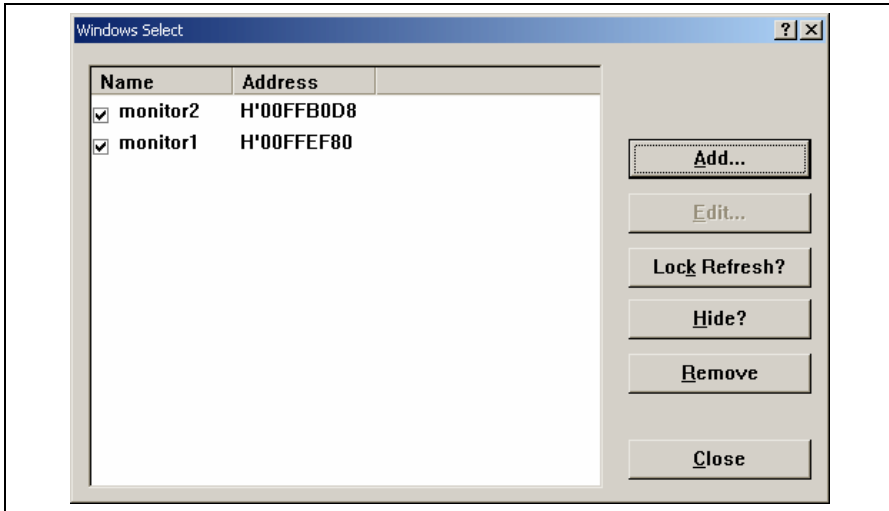 Windows Select
Name Address
monitor2 H'00FFB0D8
monitor1 H'00FFEF80
Add...
Edit...
Lock Refresh?
Hide?
Remove
Close